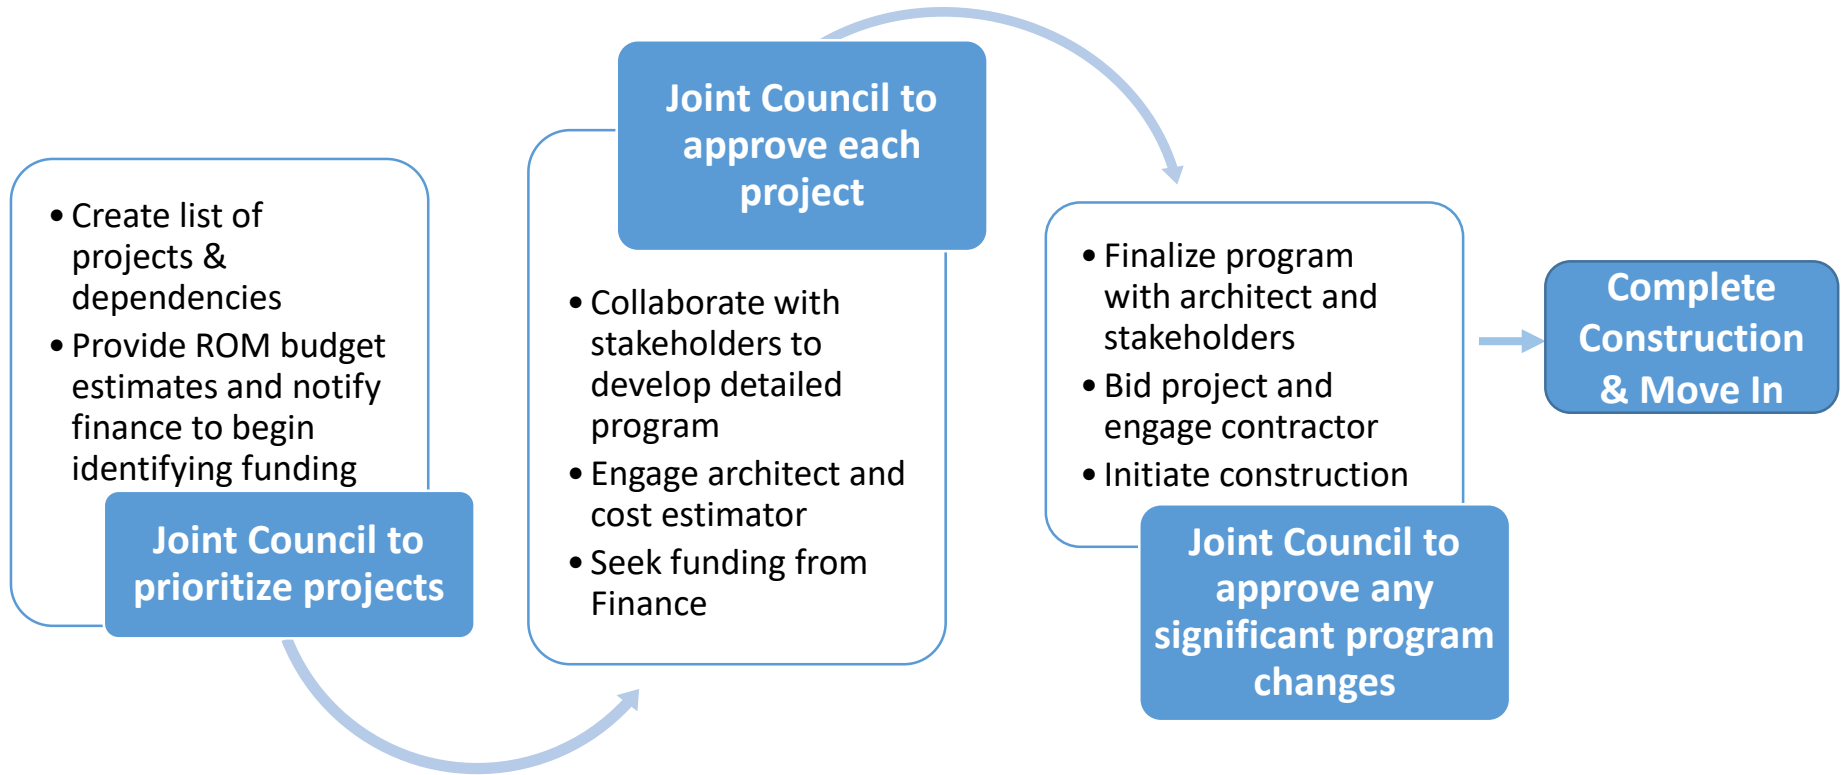 • Create list of
projects &
dependencies
• Provide ROM budget
estimates and notify
finance to begin
identifying funding
Joint Council to
prioritize projects
Joint Council to
approve each
project
• Collaborate with
stakeholders to
develop detailed
program
• Engage architect and
cost estimator
• Seek funding from
Finance
• Finalize program
with architect and
stakeholders
• Bid project and
engage contractor
• Initiate construction
Joint Council to
approve any
significant program
changes
Complete
Construction
& Move In